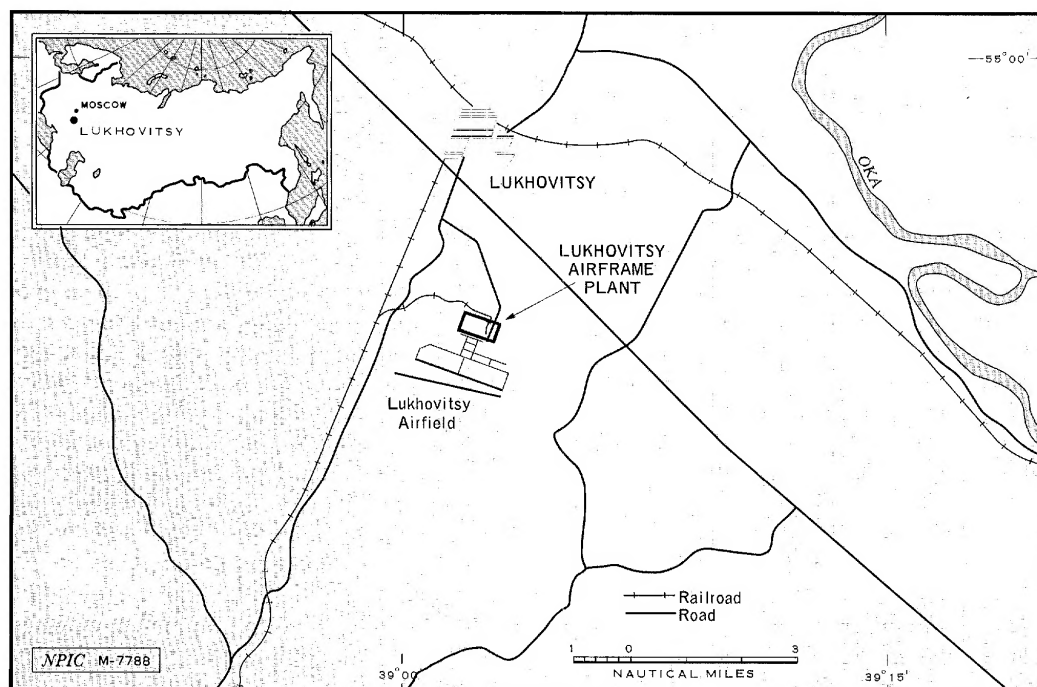 MOSCOW
LUKHOVITSY
55°00'
OKA
LUKHOVITSY
LUKHOVITSY
AIRFRAME
PLANT
Lukhovitsy
Airfield
Railroad
Road
NPIC M-7788
39°00'
1 0 3
NAUTICAL MILES
39°15'